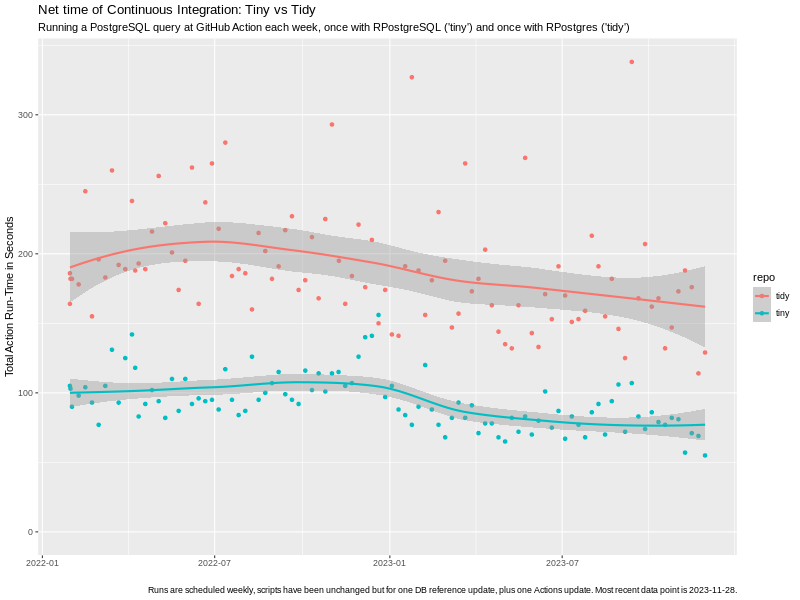 Net time of Continuous Integration: Tiny vs Tidy
Running a PostgreSQL query at GitHub Action each week, once with RPostgreSQL ('tiny') and once with RPostgres ('tidy')
Total Action Run-Time in Seconds
300
200
100
0
2022-01
2022-07
2023-01
2023-07
repo
tidy
tiny
Runs are scheduled weekly, scripts have been unchanged but for one DB reference update, plus one Actions update. Most recent data point is 2023-11-28.